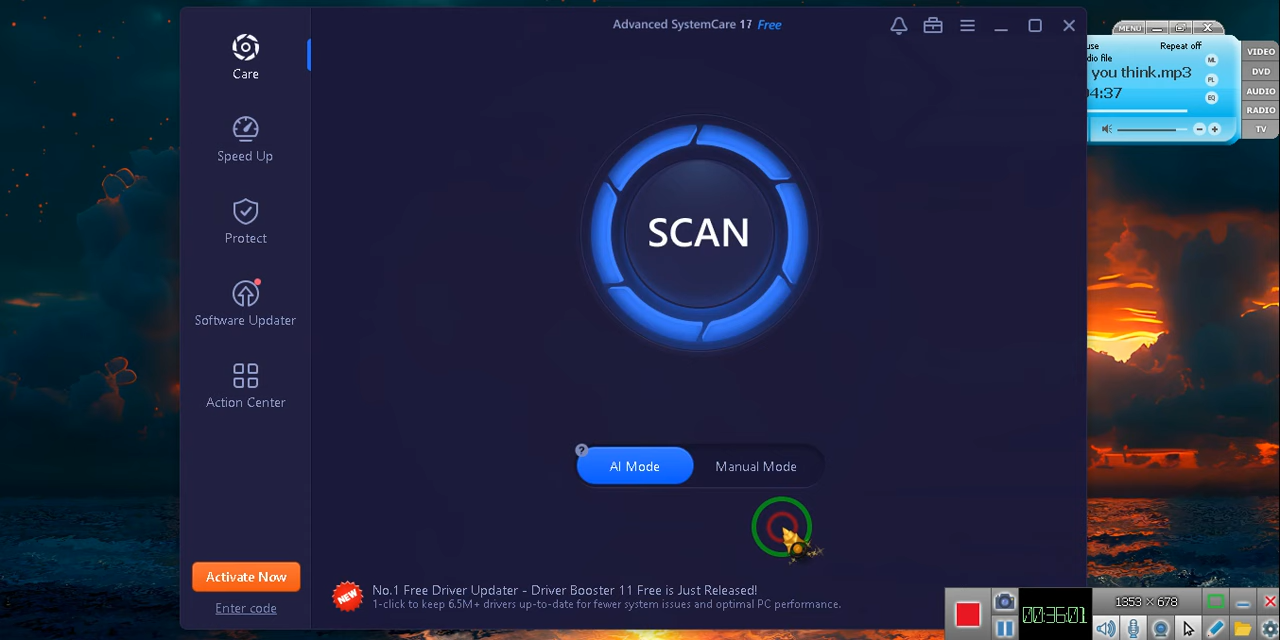 Advanced SystemCare 17 Free
Care
Speed Up
Protect
Software Updater
Action Center
Activate Now
Enter code
SCAN
?
AI Mode
Manual Mode
NEW
No.1 Free Driver Updater - Driver Booster 11 Free is Just Released!
1-click to keep 6.5M+ drivers up-to-date for fewer system issues and optimal PC performance.
MENU
use
Repeat off
dio file
you think.mp3
04:37
ML
PL
EQ
VIDEO
DVD
AUDIO
RADIO
TV
00:36:01
1353 × 678